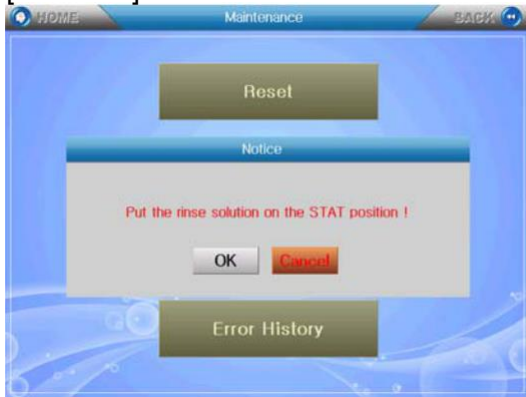 HOME
Maintenance
BACK
Reset
Notice
Put the rinse solution on the STAT position !
OK
Cancel
Error History